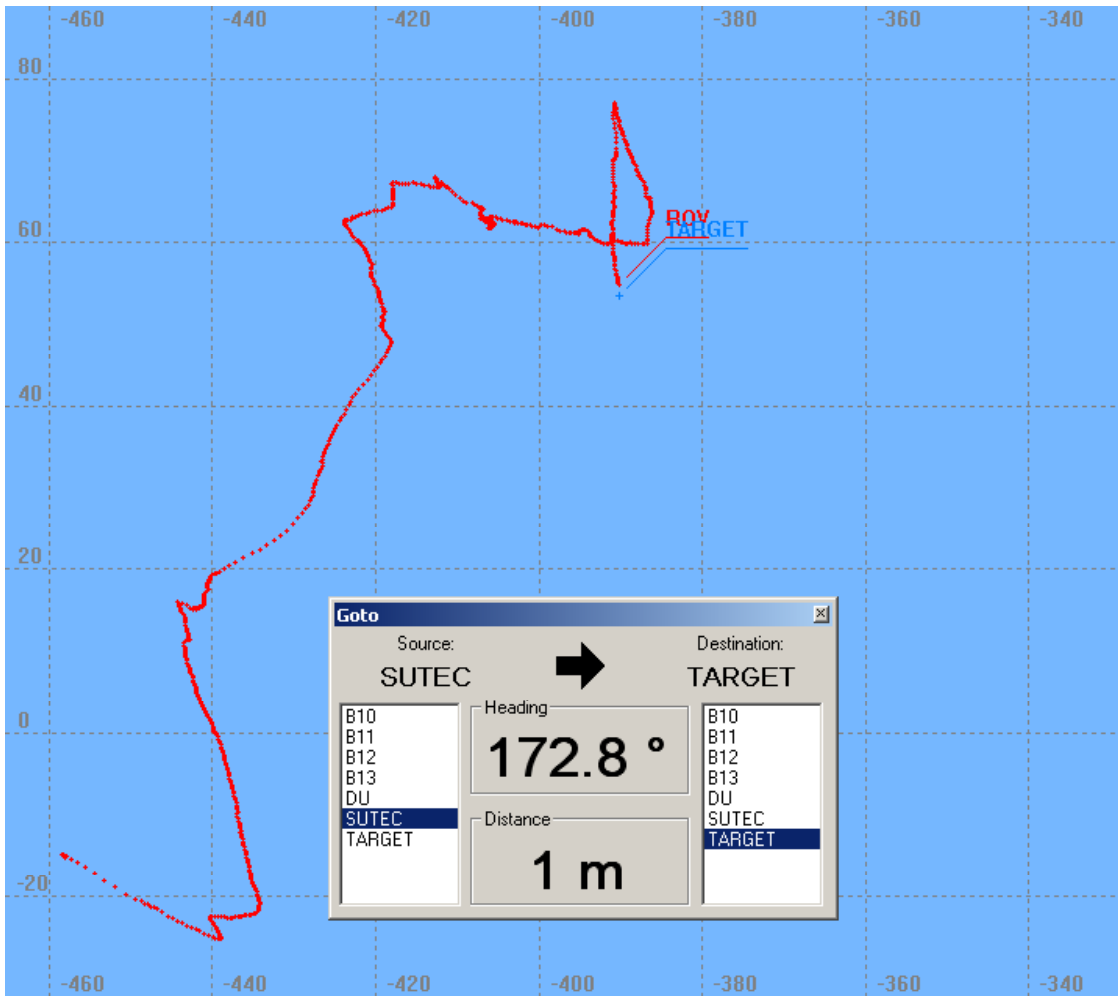 -460 -440 -420 -400 -380 -360 -340
80
60
ROV
TARGET
40
20
Goto
Source:
Destination:
SUTEC
TARGET
B10
B11
B12
B13
DU
SUTEC
TARGET
Heading
172.8 °
Distance
1 m
B10
B11
B12
B13
DU
SUTEC
TARGET
0
-20
-460 -440 -420 -400 -380 -360 -340